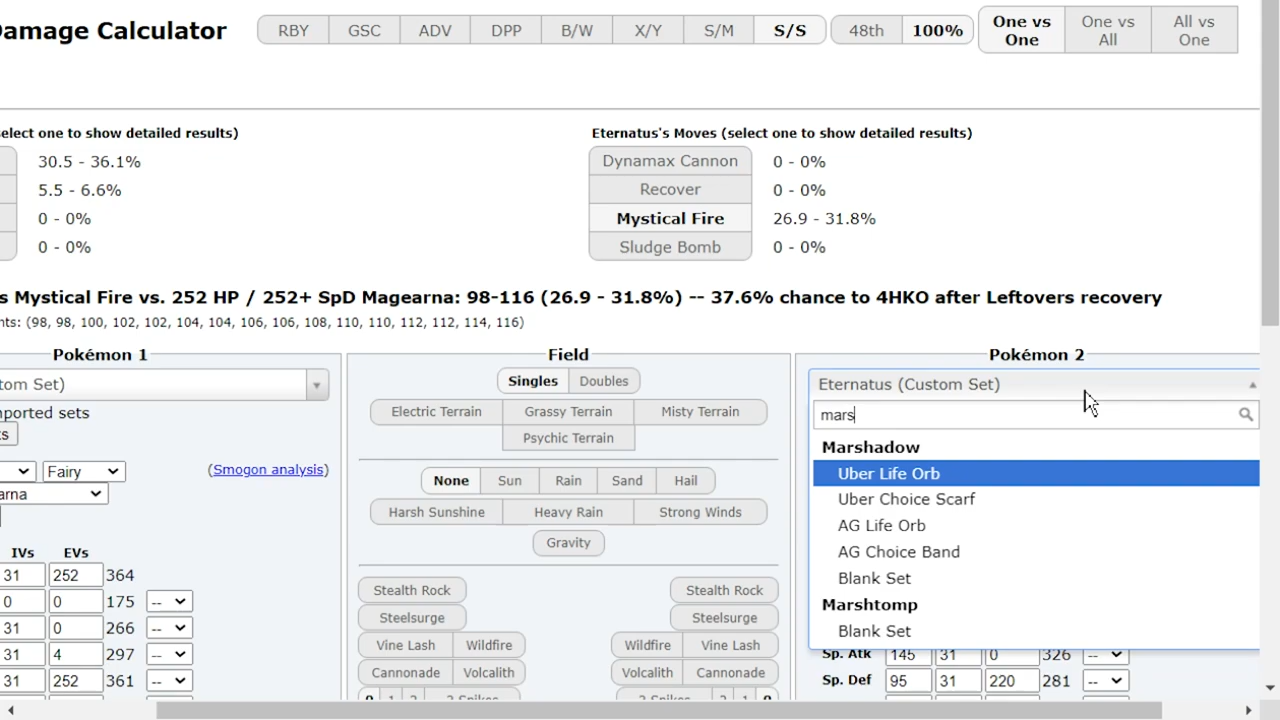 Damage Calculator
RBY GSC ADV DPP B/W X/Y S/M S/S 48th 100% One vs One One vs All All vs One
elect one to show detailed results)
30.5 - 36.1%
5.5 - 6.6%
0 - 0%
0 - 0%
Eternatus's Moves (select one to show detailed results)
Dynamax Cannon 0 - 0%
Recover 0 - 0%
Mystical Fire 26.9 - 31.8%
Sludge Bomb 0 - 0%
s Mystical Fire vs. 252 HP / 252+ SpD Magearna: 98-116 (26.9 - 31.8%) -- 37.6% chance to 4HKO after Leftovers recovery
nts: (98, 98, 100, 102, 102, 104, 104, 106, 106, 108, 110, 110, 112, 112, 114, 116)
Pokémon 1
tom Set)
mported sets
s
Fairy (Smogon analysis)
arna
IVs EVs
31 252 364
0 0 175 --
31 0 266 --
31 4 297 --
31 252 361 --
Field
Singles Doubles
Electric Terrain Grassy Terrain Misty Terrain
Psychic Terrain
None Sun Rain Sand Hail
Harsh Sunshine Heavy Rain Strong Winds
Gravity
Stealth Rock Stealth Rock
Steelsurge Steelsurge
Vine Lash Wildfire Wildfire Vine Lash
Cannonade Volcalith Volcalith Cannonade
0 1 2 3 Spikes 3 Spikes 2 1 0
Pokémon 2
Eternatus (Custom Set)
mars
Marshadow
Uber Life Orb
Uber Choice Scarf
AG Life Orb
AG Choice Band
Blank Set
Marshtomp
Blank Set
Sp. Atk 145 31 0 326 --
Sp. Def 95 31 220 281 --